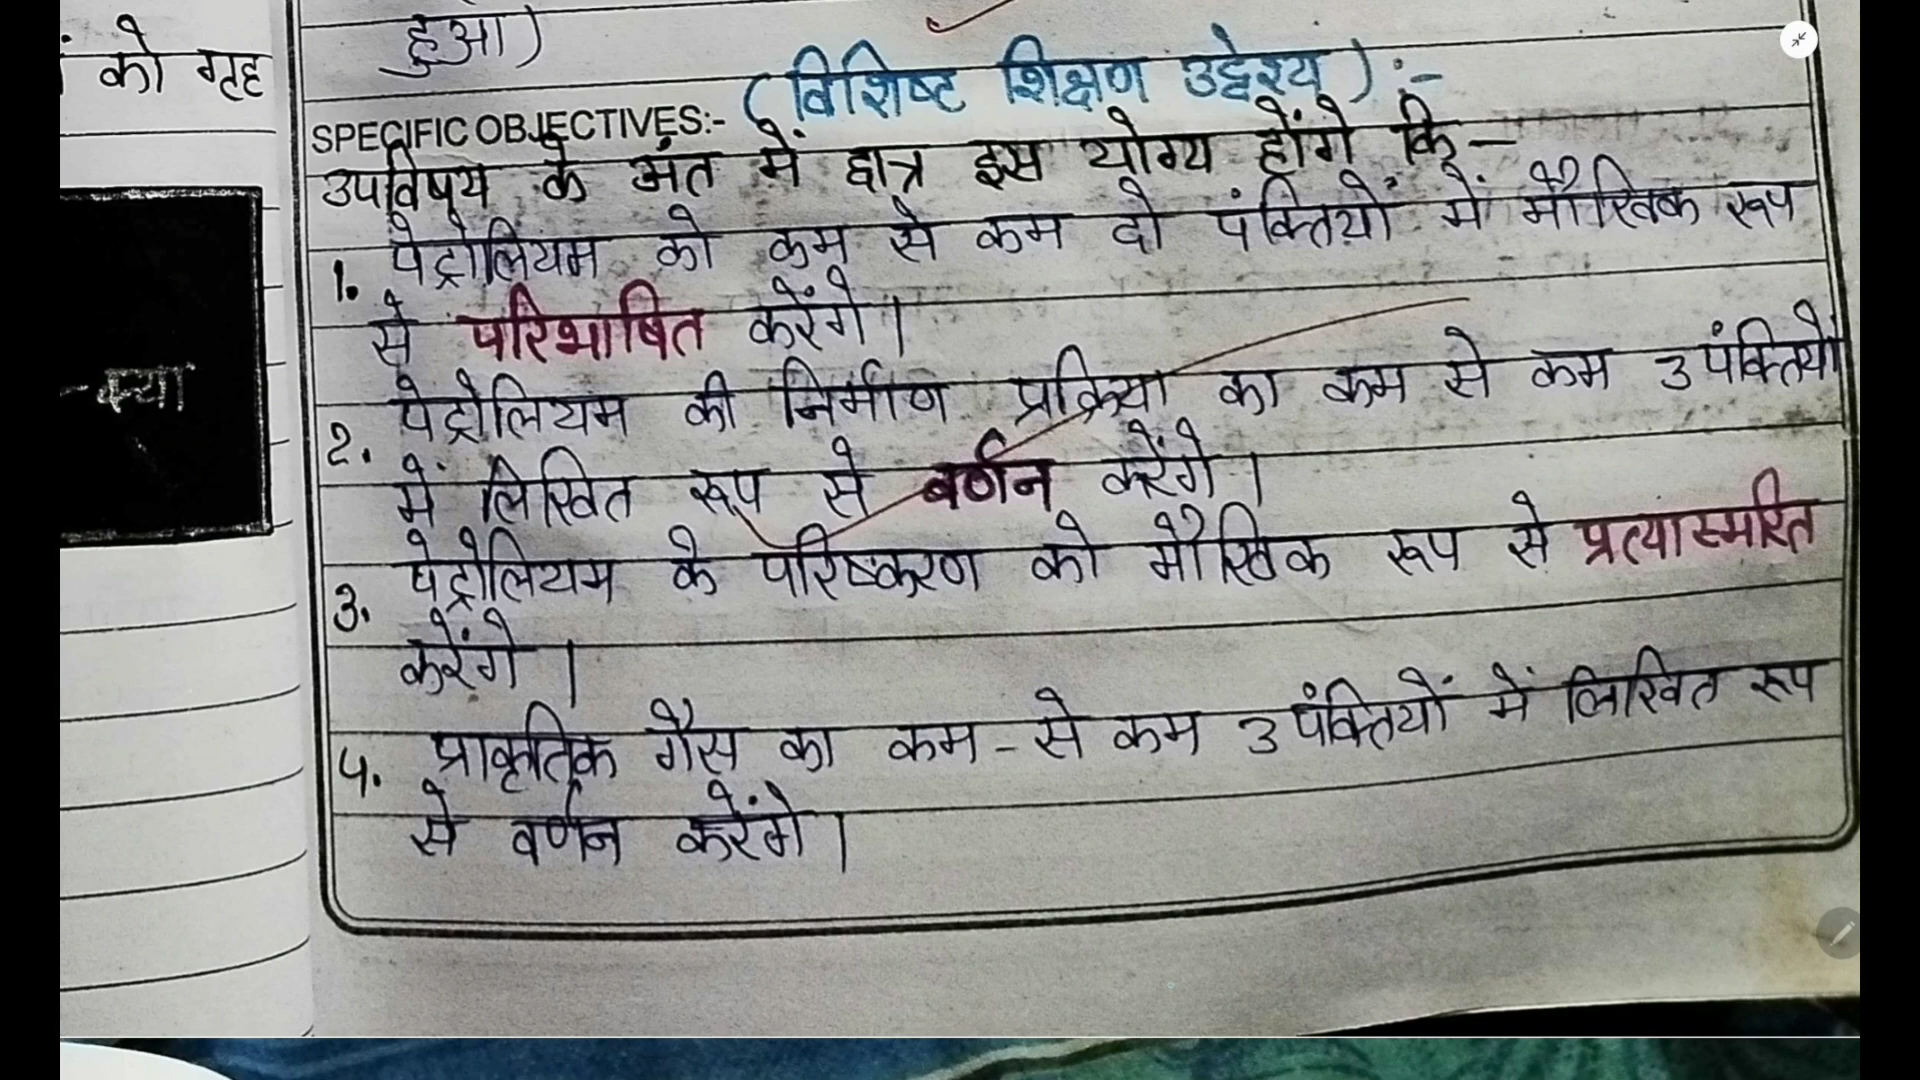 को गृह
क्या
हुआ)
SPECIFIC OBJECTIVES:- (विशिष्ट शिक्षण उद्देश्य) :-
उपविषय के अंत में छात्र इस योग्य होंगे कि -
1. पेट्रोलियम को कम से कम दो पंक्तियों में मौखिक रूप
से परिभाषित करेंगे।
2. पेट्रोलियम की निर्माण प्रक्रिया का कम से कम 3 पंक्तियों
में लिखित रूप से वर्णन करेंगे।
3. पेट्रोलियम के परिष्करण को मौखिक रूप से प्रत्यास्मरित
करेंगे।
4. प्राकृतिक गैस का कम - से कम 3 पंक्तियों में लिखित रूप
से वर्णन करेंगे।